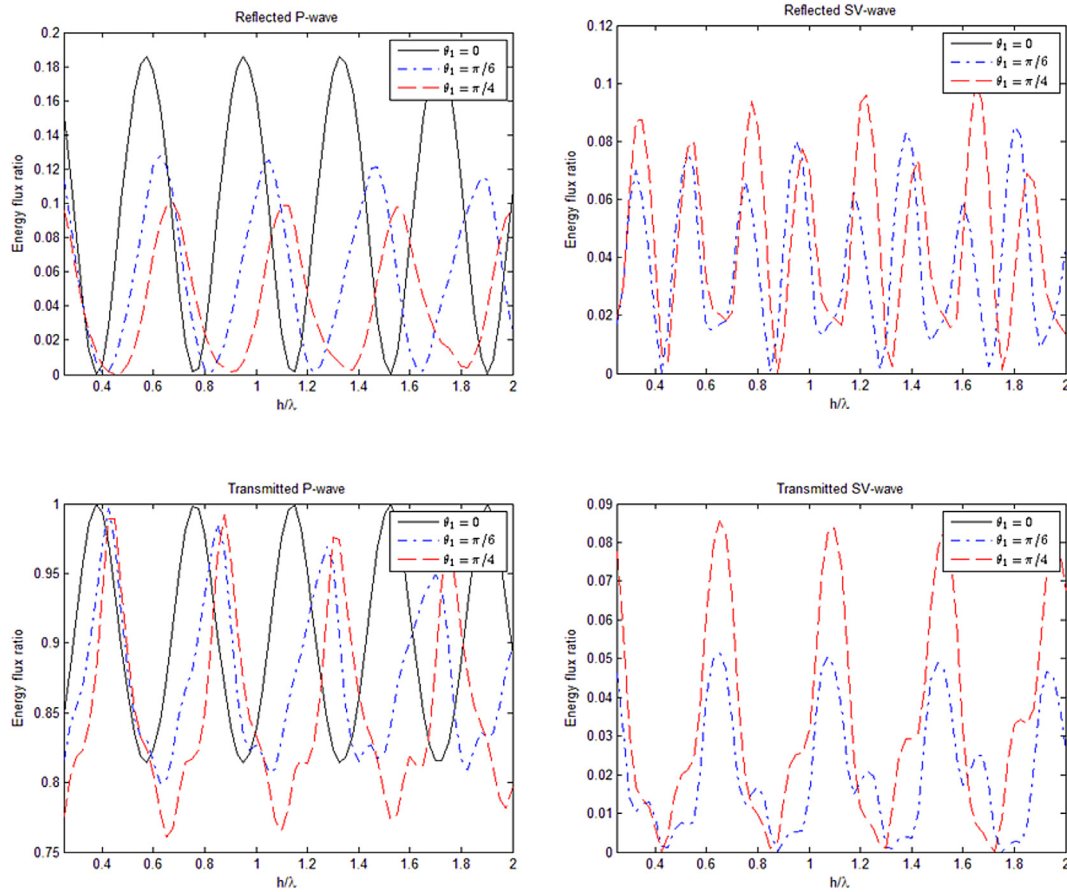 Reflected P-wave
0.2
0.18
0.16
0.14
0.12
0.1
0.08
0.06
0.04
0.02
0
Energy flux ratio
θ₁ = 0
θ₁ = π/6
θ₁ = π/4
0.4 0.6 0.8 1 1.2 1.4 1.6 1.8 2
h/λ
Reflected SV-wave
0.12
0.1
0.08
0.06
0.04
0.02
0
Energy flux ratio
θ₁ = 0
θ₁ = π/6
θ₁ = π/4
0.4 0.6 0.8 1 1.2 1.4 1.6 1.8 2
h/λ
Transmitted P-wave
1
0.95
0.9
0.85
0.8
0.75
Energy flux ratio
θ₁ = 0
θ₁ = π/6
θ₁ = π/4
0.4 0.6 0.8 1 1.2 1.4 1.6 1.8 2
h/λ
Transmitted SV-wave
0.09
0.08
0.07
0.06
0.05
0.04
0.03
0.02
0.01
0
Energy flux ratio
θ₁ = 0
θ₁ = π/6
θ₁ = π/4
0.4 0.6 0.8 1 1.2 1.4 1.6 1.8 2
h/λ